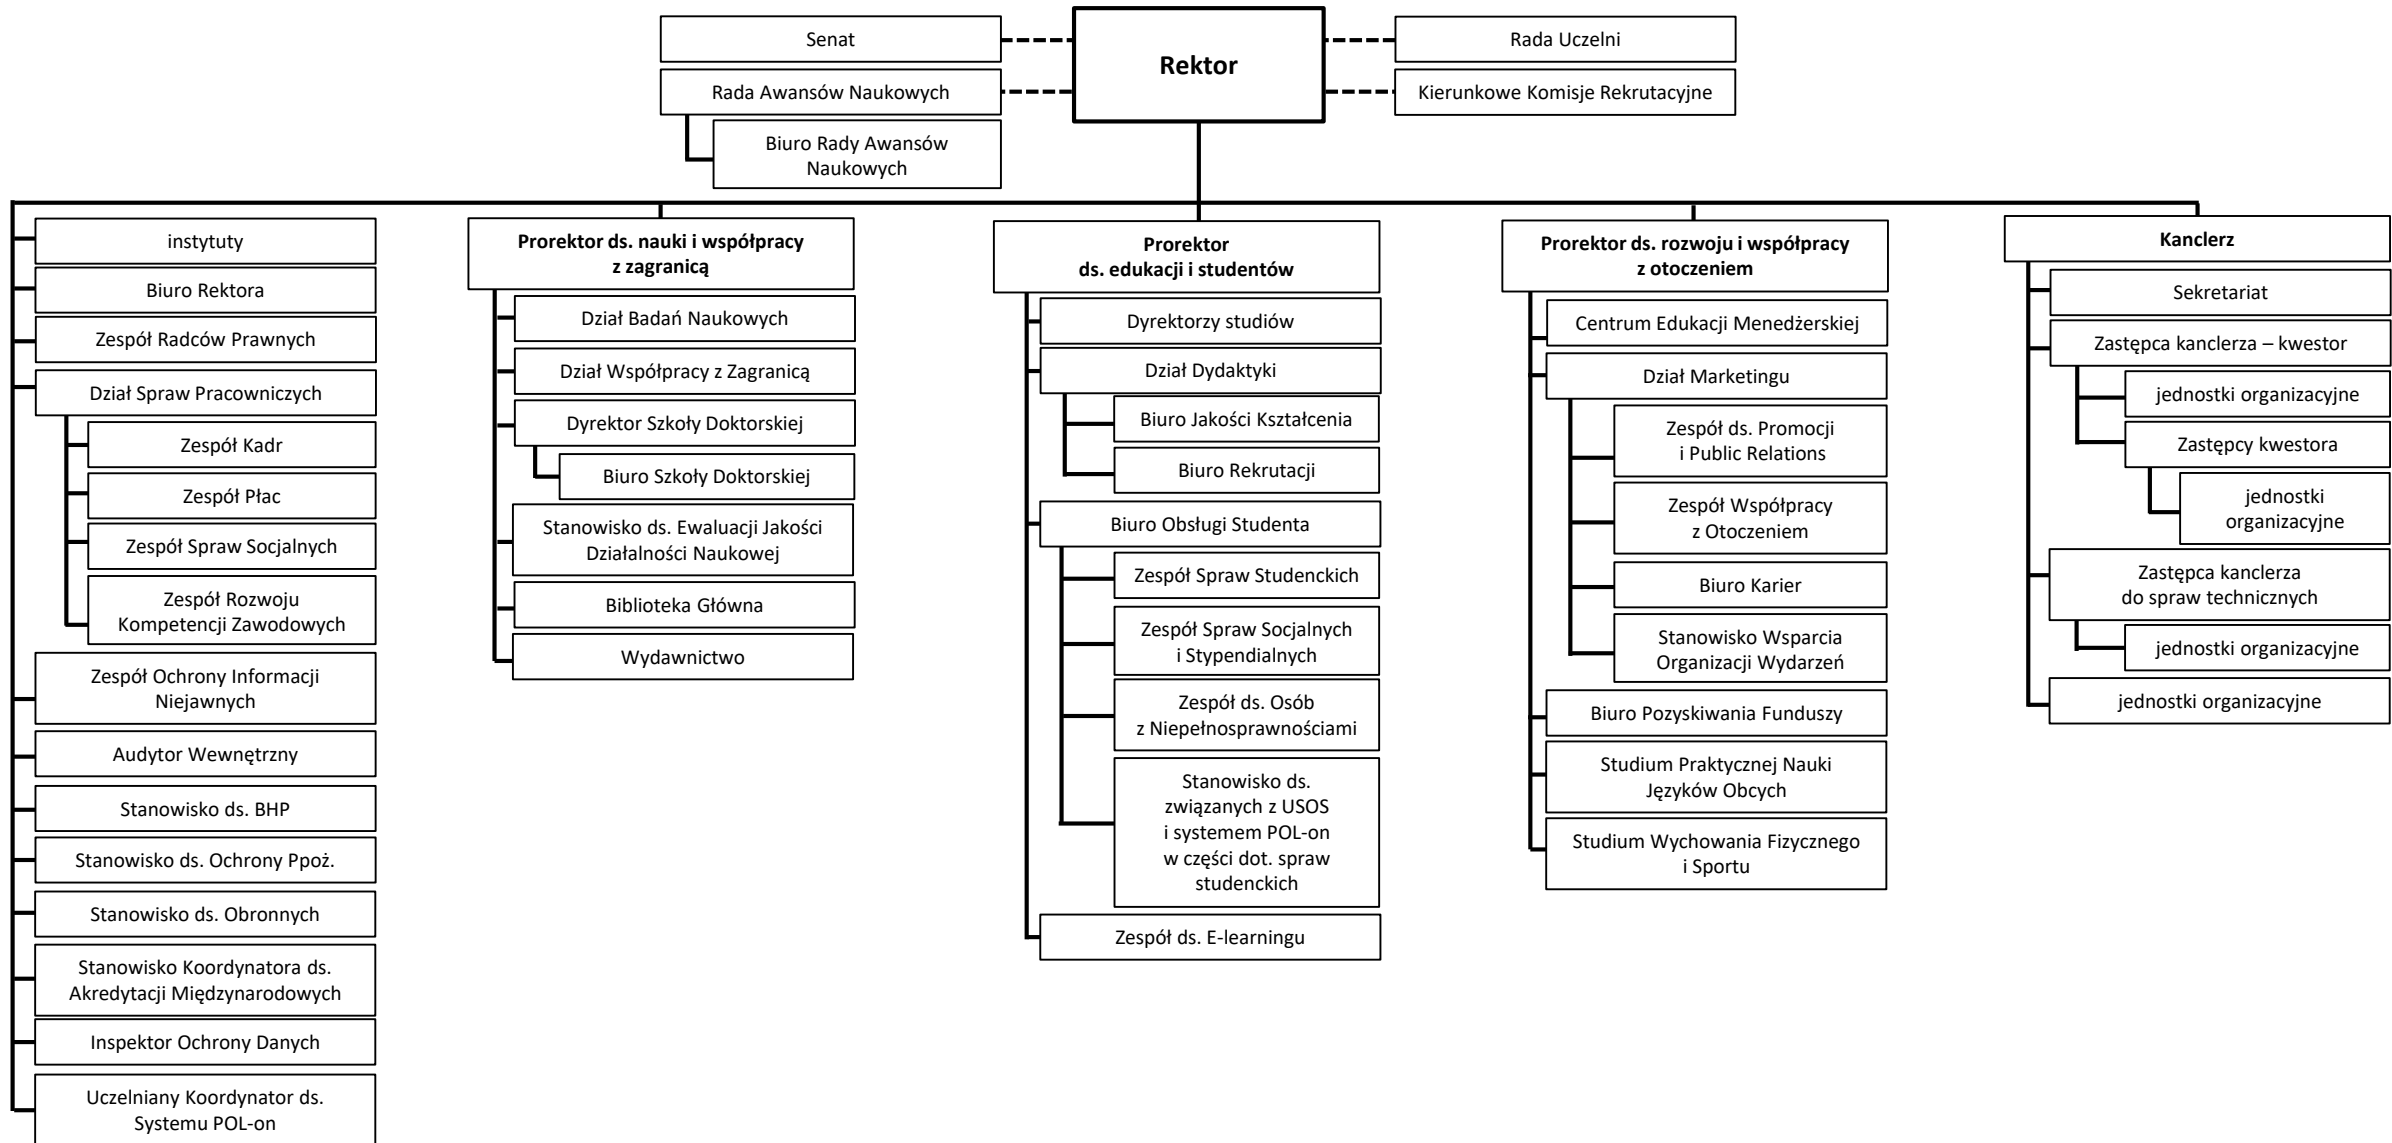 Senat
Rektor
Rada Uczelni
Rada Awansów Naukowych
Kierunkowe Komisje Rekrutacyjne
Biuro Rady Awansów
Naukowych
instytuty
Biuro Rektora
Zespół Radców Prawnych
Dział Spraw Pracowniczych
Zespół Kadr
Zespół Płac
Zespół Spraw Socjalnych
Zespół Rozwoju
Kompetencji Zawodowych
Zespół Ochrony Informacji
Niejawnych
Audytor Wewnętrzny
Stanowisko ds. BHP
Stanowisko ds. Ochrony Ppoż.
Stanowisko ds. Obronnych
Stanowisko Koordynatora ds.
Akredytacji Międzynarodowych
Inspektor Ochrony Danych
Uczelniany Koordynator ds.
Systemu POL-on
Prorektor ds. nauki i współpracy
z zagranicą
Dział Badań Naukowych
Dział Współpracy z Zagranicą
Dyrektor Szkoły Doktorskiej
Biuro Szkoły Doktorskiej
Stanowisko ds. Ewaluacji Jakości
Działalności Naukowej
Biblioteka Główna
Wydawnictwo
Prorektor
ds. edukacji i studentów
Dyrektorzy studiów
Dział Dydaktyki
Biuro Jakości Kształcenia
Biuro Rekrutacji
Biuro Obsługi Studenta
Zespół Spraw Studenckich
Zespół Spraw Socjalnych
i Stypendialnych
Zespół ds. Osób
z Niepełnosprawnościami
Stanowisko ds.
związanych z USOS
i systemem POL-on
w części dot. spraw
studenckich
Zespół ds. E-learningu
Prorektor ds. rozwoju i współpracy
z otoczeniem
Centrum Edukacji Menedżerskiej
Dział Marketingu
Zespół ds. Promocji
i Public Relations
Zespół Współpracy
z Otoczeniem
Biuro Karier
Stanowisko Wsparcia
Organizacji Wydarzeń
Biuro Pozyskiwania Funduszy
Studium Praktycznej Nauki
Języków Obcych
Studium Wychowania Fizycznego
i Sportu
Kanclerz
Sekretariat
Zastępca kanclerza – kwestor
jednostki organizacyjne
Zastępcy kwestora
jednostki
organizacyjne
Zastępca kanclerza
do spraw technicznych
jednostki organizacyjne
jednostki organizacyjne